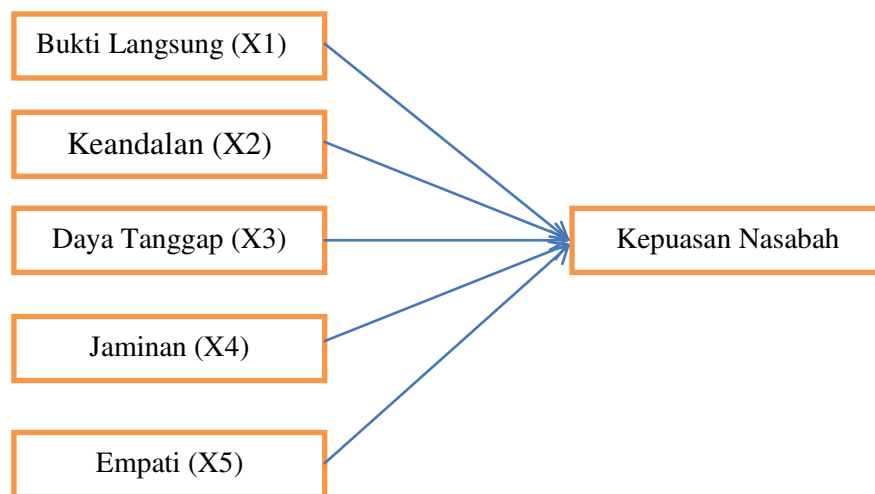 Bukti Langsung (X1)
Keandalan (X2)
Daya Tanggap (X3)
Kepuasan Nasabah
Jaminan (X4)
Empati (X5)